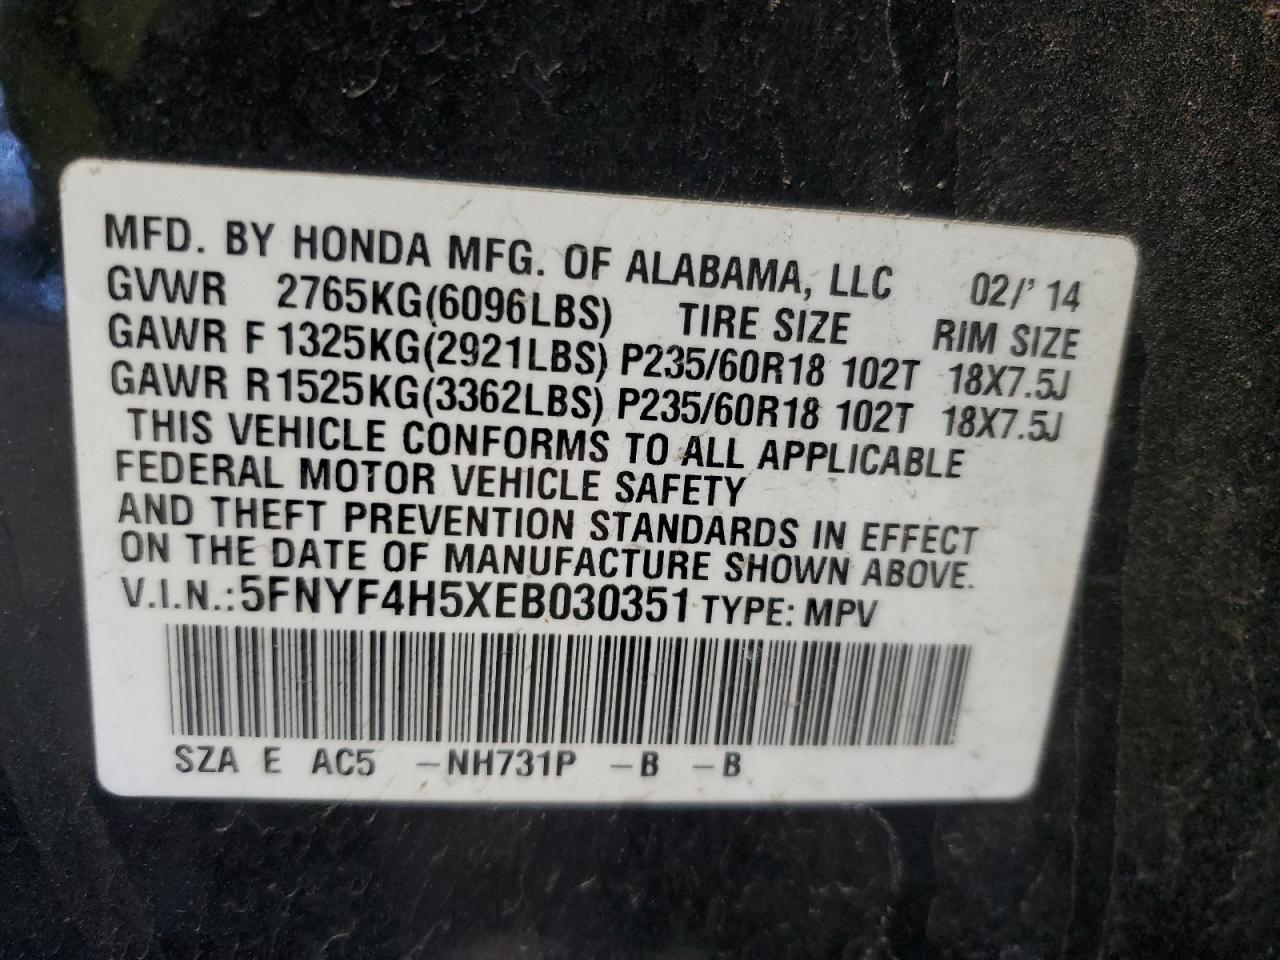 MFD. BY HONDA MFG. OF ALABAMA, LLC 02/' 14
GVWR 2765KG(6096LBS) TIRE SIZE RIM SIZE
GAWR F 1325KG(2921LBS) P235/60R18 102T 18X7.5J
GAWR R1525KG(3362LBS) P235/60R18 102T 18X7.5J
THIS VEHICLE CONFORMS TO ALL APPLICABLE
FEDERAL MOTOR VEHICLE SAFETY
AND THEFT PREVENTION STANDARDS IN EFFECT
ON THE DATE OF MANUFACTURE SHOWN ABOVE.
V.I.N.:5FNYF4H5XEB030351 TYPE: MPV
SZA E AC5 -NH731P -B -B